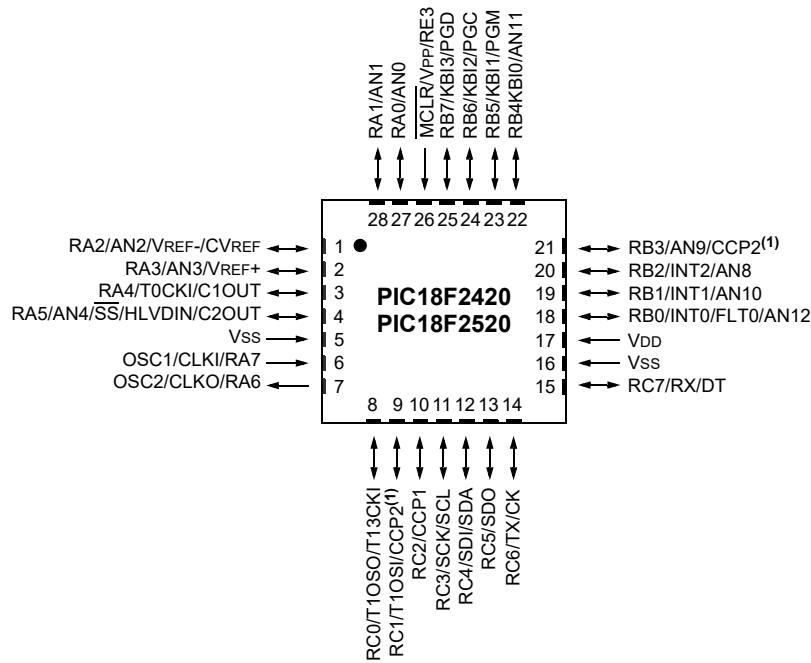 RA1/AN1
RA0/AN0
MCLR/VPP/RE3
RB7/KBI3/PGD
RB6/KBI2/PGC
RB5/KBI1/PGM
RB4KBI0/AN11
28 27 26 25 24 23 22
RA2/AN2/VREF-/CVREF 1
RA3/AN3/VREF+ 2
RA4/T0CKI/C1OUT 3
RA5/AN4/SS/HLVDIN/C2OUT 4
VSS 5
OSC1/CLKI/RA7 6
OSC2/CLKO/RA6 7
PIC18F2420
PIC18F2520
21 RB3/AN9/CCP2(1)
20 RB2/INT2/AN8
19 RB1/INT1/AN10
18 RB0/INT0/FLT0/AN12
17 VDD
16 VSS
15 RC7/RX/DT
8 9 10 11 12 13 14
RC0/T1OSO/T13CKI
RC1/T1OSI/CCP2(1)
RC2/CCP1
RC3/SCK/SCL
RC4/SDI/SDA
RC5/SDO
RC6/TX/CK